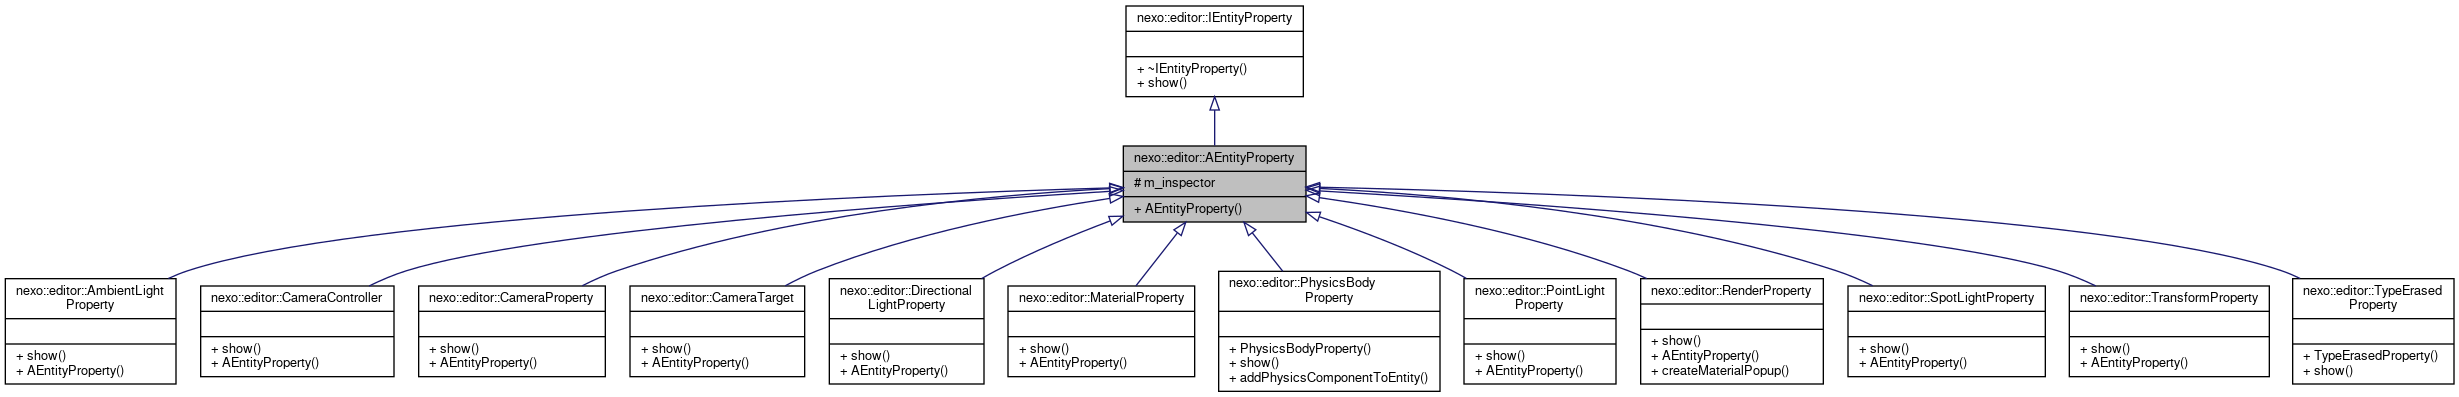 nexo::editor::IEntityProperty
+ ~IEntityProperty()
+ show()
nexo::editor::AEntityProperty
# m_inspector
+ AEntityProperty()
nexo::editor::AmbientLight
Property
+ show()
+ AEntityProperty()
nexo::editor::CameraController
+ show()
+ AEntityProperty()
nexo::editor::CameraProperty
+ show()
+ AEntityProperty()
nexo::editor::CameraTarget
+ show()
+ AEntityProperty()
nexo::editor::Directional
LightProperty
+ show()
+ AEntityProperty()
nexo::editor::MaterialProperty
+ show()
+ AEntityProperty()
nexo::editor::PhysicsBody
Property
+ PhysicsBodyProperty()
+ show()
+ addPhysicsComponentToEntity()
nexo::editor::PointLight
Property
+ show()
+ AEntityProperty()
nexo::editor::RenderProperty
+ show()
+ AEntityProperty()
+ createMaterialPopup()
nexo::editor::SpotLightProperty
+ show()
+ AEntityProperty()
nexo::editor::TransformProperty
+ show()
+ AEntityProperty()
nexo::editor::TypeErased
Property
+ TypeErasedProperty()
+ show()